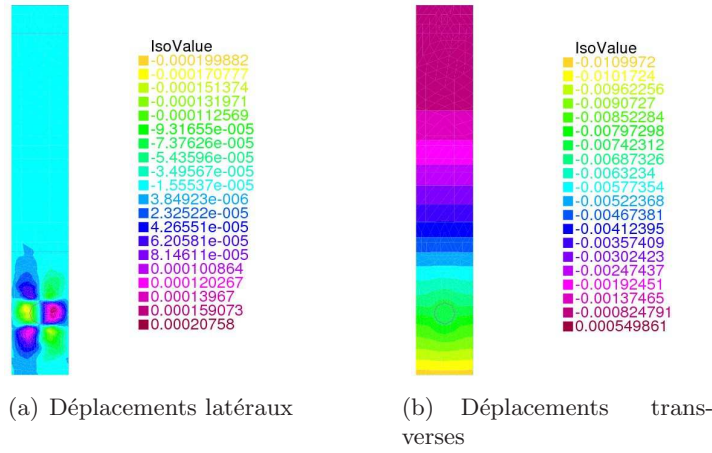 IsoValue
-0.000199882
-0.000170777
-0.000151374
-0.000131971
-0.000112569
-9.31655e-005
-7.37626e-005
-5.43596e-005
-3.49567e-005
-1.55537e-005
3.84923e-006
2.32522e-005
4.26551e-005
6.20581e-005
8.14611e-005
0.000100864
0.000120267
0.00013967
0.000159073
0.00020758
(a) Déplacements latéraux
IsoValue
-0.0109972
-0.0101724
-0.00962256
-0.0090727
-0.00852284
-0.00797298
-0.00742312
-0.00687326
-0.0063234
-0.00577354
-0.00522368
-0.00467381
-0.00412395
-0.00357409
-0.00302423
-0.00247437
-0.00192451
-0.00137465
-0.000824791
0.000549861
(b) Déplacements trans-
verses